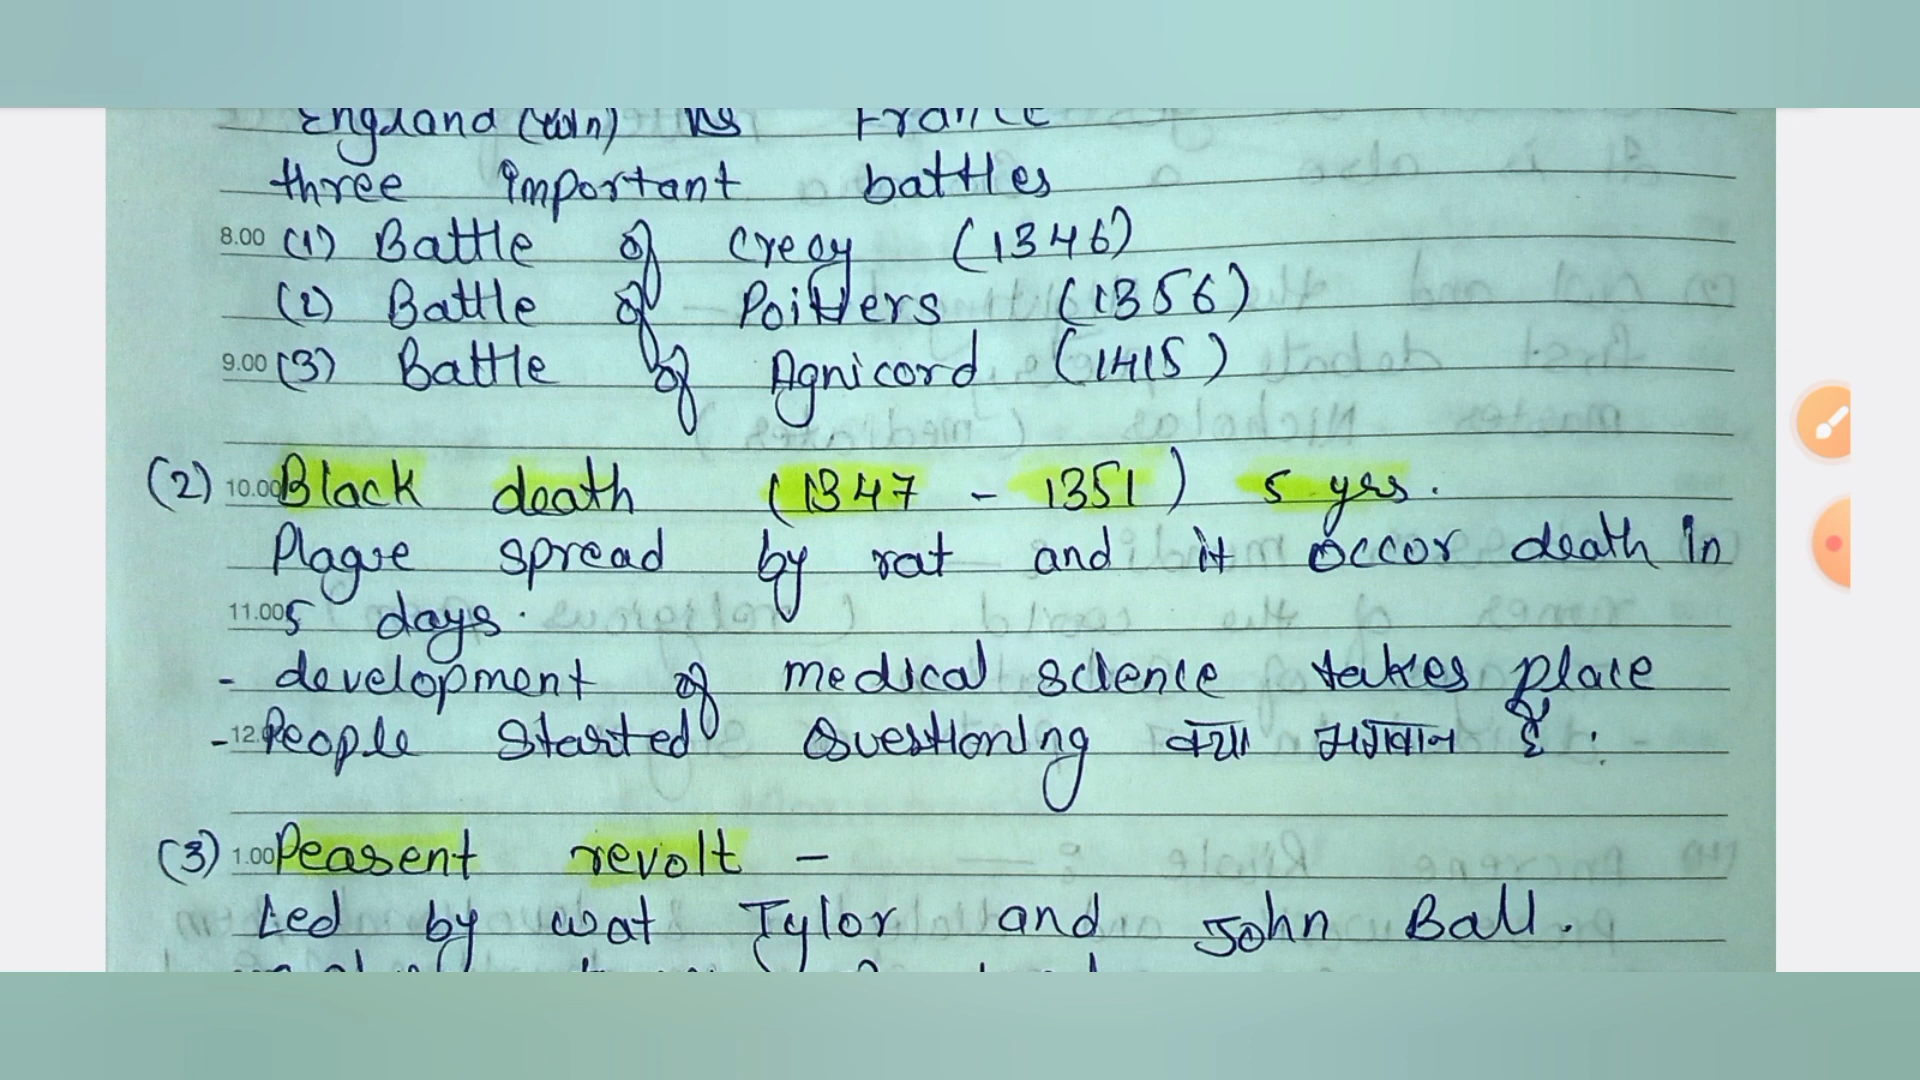 England (win) vs France
three important battles
8.00 (1) Battle of Crecy (1346)
(2) Battle of Poitiers (1356)
9.00 (3) Battle of Agnicord (1415)
(2) 10.00 Black death (1347 - 1351) 5 yrs.
Plague spread by rat and it occor death in
11.00 5 days.
- development of medical science takes place
- 12. People started Questioning क्या भगवान है.
(3) 1.00 Peasent revolt -
Led by wat Tylor and John Ball.